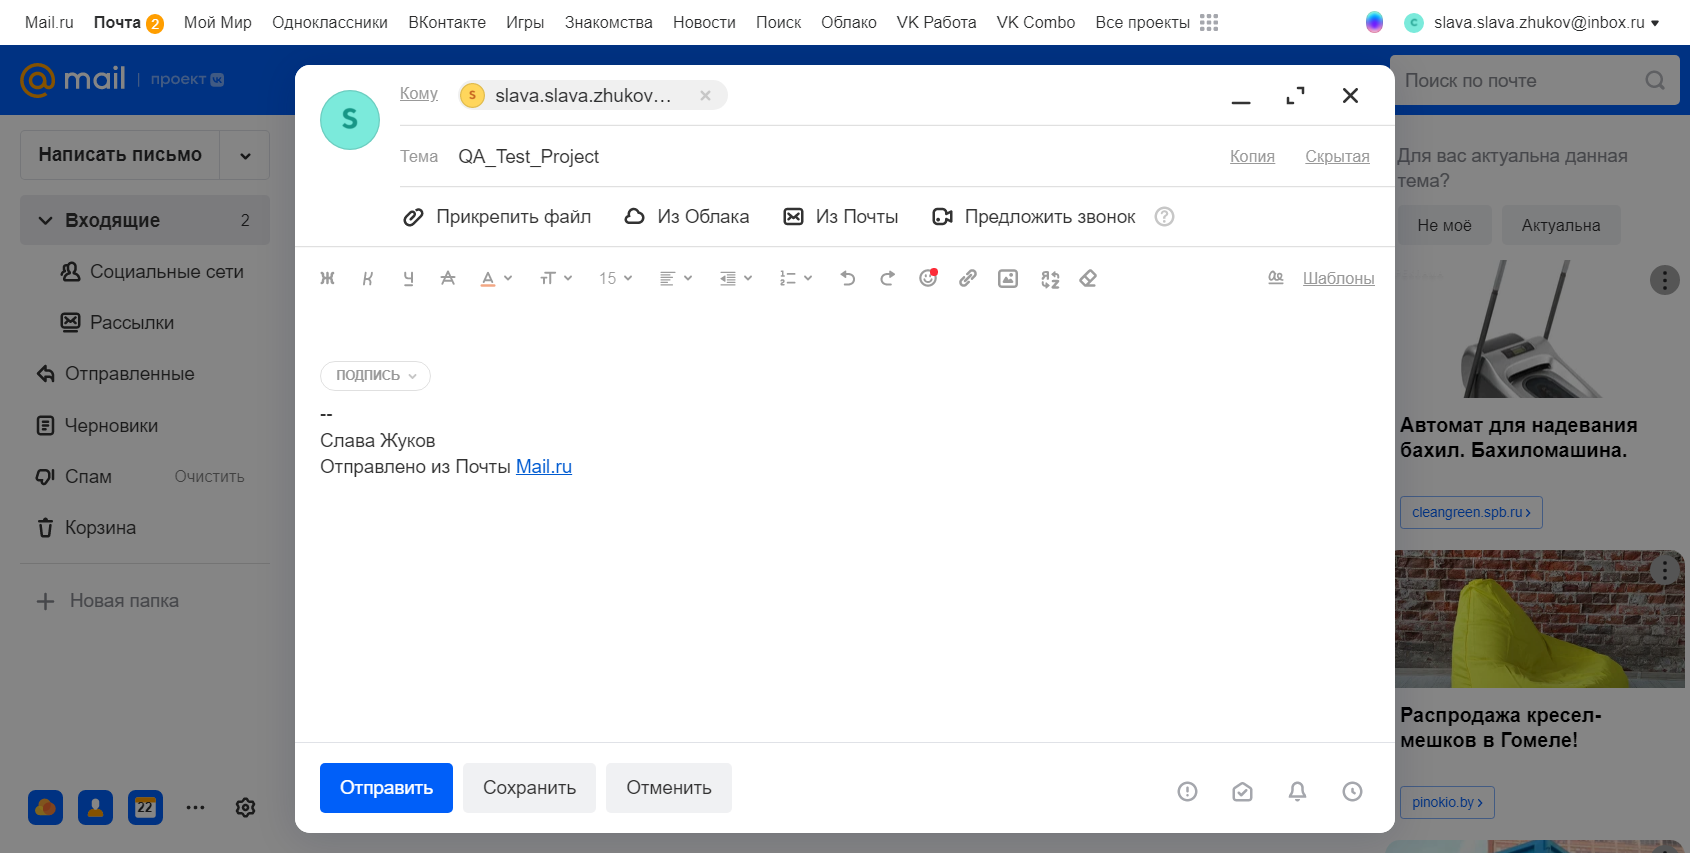 Mail.ru Почта 2 Мой Мир Одноклассники ВКонтакте Игры Знакомства Новости Поиск Облако VK Работа VK Combo Все проекты C slava.slava.zhukov@inbox.ru
@mail | проект
Поиск по почте
Написать письмо
Входящие 2
Социальные сети
Рассылки
Отправленные
Черновики
Спам Очистить
Корзина
Новая папка
22
S
Кому S slava.slava.zhukov...
Тема QA_Test_Project Копия Скрытая
Прикрепить файл Из Облака Из Почты Предложить звонок ?
Ж К Ч А А тТ 15 Шаблоны
ПОДПИСЬ
--
Слава Жуков
Отправлено из Почты Mail.ru
Отправить Сохранить Отменить
Для вас актуальна данная
тема?
Не моё Актуальна
Автомат для надевания
бахил. Бахиломашина.
cleangreen.spb.ru
Распродажа кресел-
мешков в Гомеле!
pinokio.by